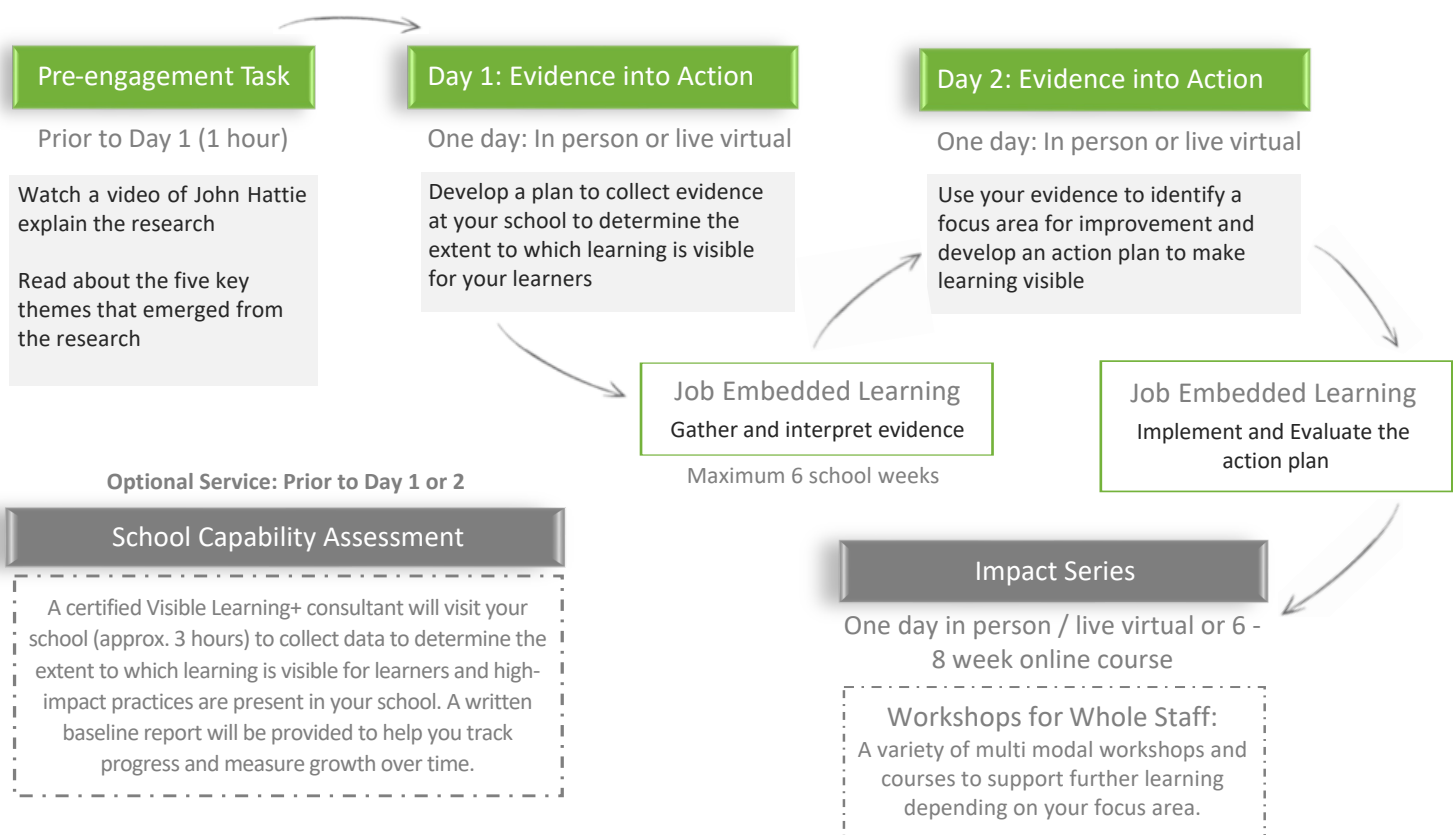 Pre-engagement Task
Prior to Day 1 (1 hour)
Watch a video of John Hattie
explain the research
Read about the five key
themes that emerged from
the research
Day 1: Evidence into Action
One day: In person or live virtual
Develop a plan to collect evidence
at your school to determine the
extent to which learning is visible
for your learners
Job Embedded Learning
Gather and interpret evidence
Maximum 6 school weeks
Day 2: Evidence into Action
One day: In person or live virtual
Use your evidence to identify a
focus area for improvement and
develop an action plan to make
learning visible
Job Embedded Learning
Implement and Evaluate the
action plan
Optional Service: Prior to Day 1 or 2
School Capability Assessment
A certified Visible Learning+ consultant will visit your
school (approx. 3 hours) to collect data to determine the
extent to which learning is visible for learners and high-
impact practices are present in your school. A written
baseline report will be provided to help you track
progress and measure growth over time.
Impact Series
One day in person / live virtual or 6 -
8 week online course
Workshops for Whole Staff:
A variety of multi modal workshops and
courses to support further learning
depending on your focus area.